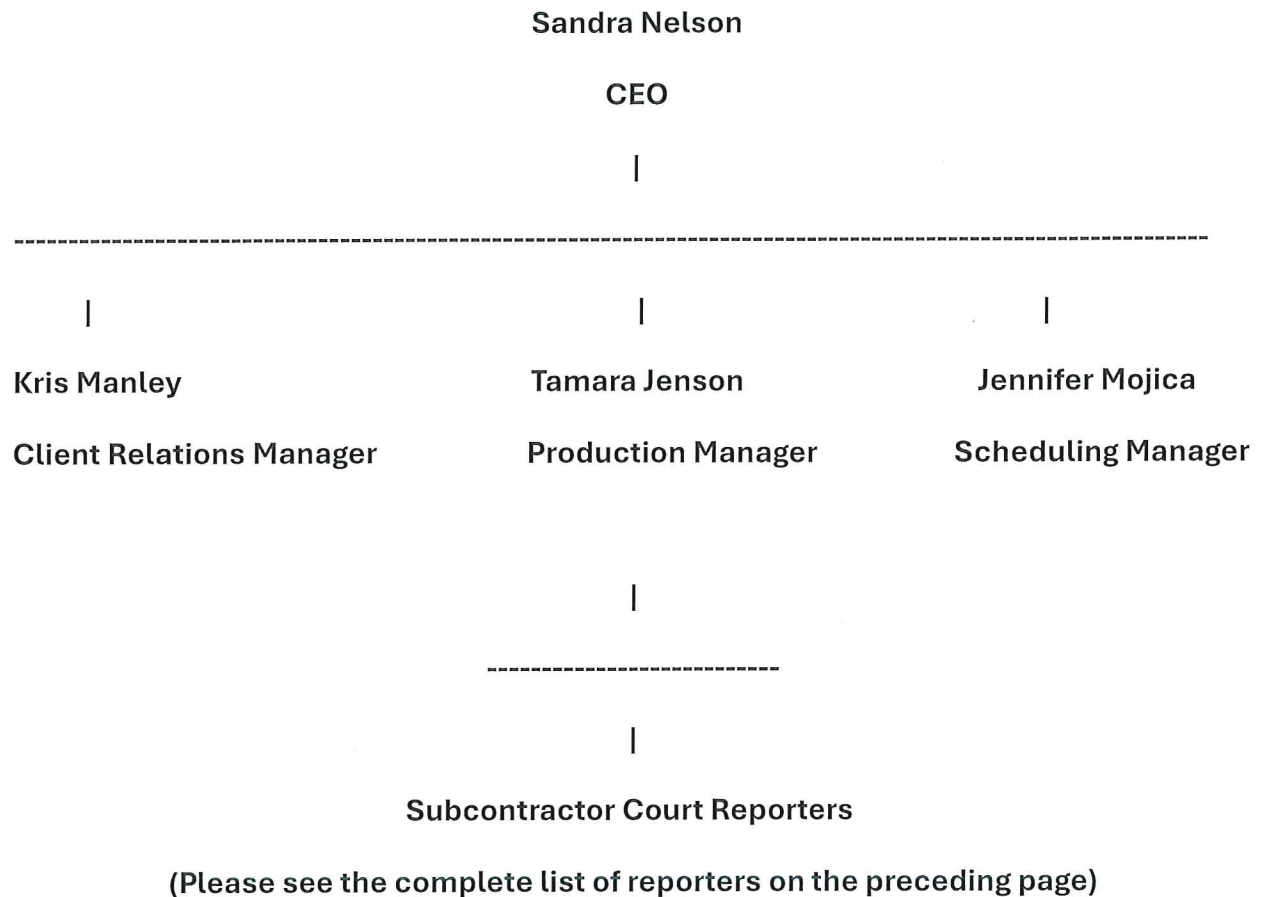 Sandra Nelson
CEO
|
--------------------------------------------------------------------------------------------------------------
| | |
Kris Manley Tamara Jenson Jennifer Mojica
Client Relations Manager Production Manager Scheduling Manager
|
---------------------------
|
Subcontractor Court Reporters
(Please see the complete list of reporters on the preceding page)